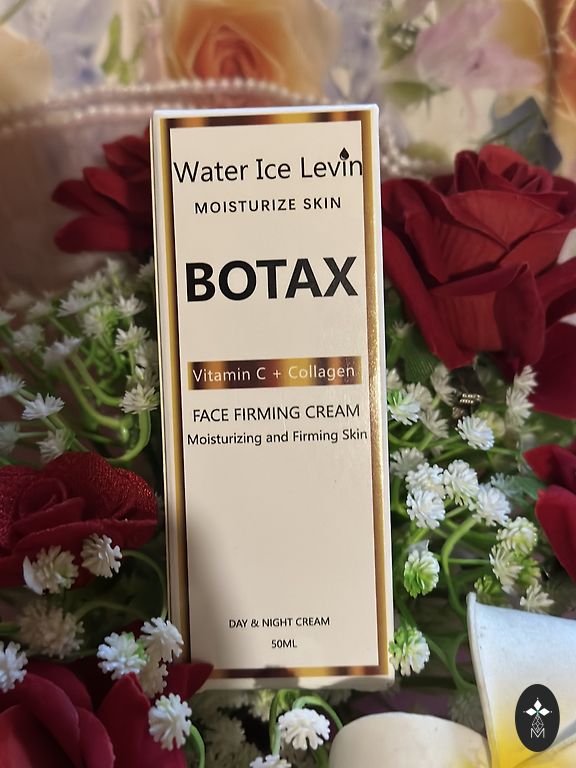 Water Ice Levin
MOISTURIZE SKIN
BOTAX
Vitamin C + Collagen
FACE FIRMING CREAM
Moisturizing and Firming Skin
DAY & NIGHT CREAM
50ML
M